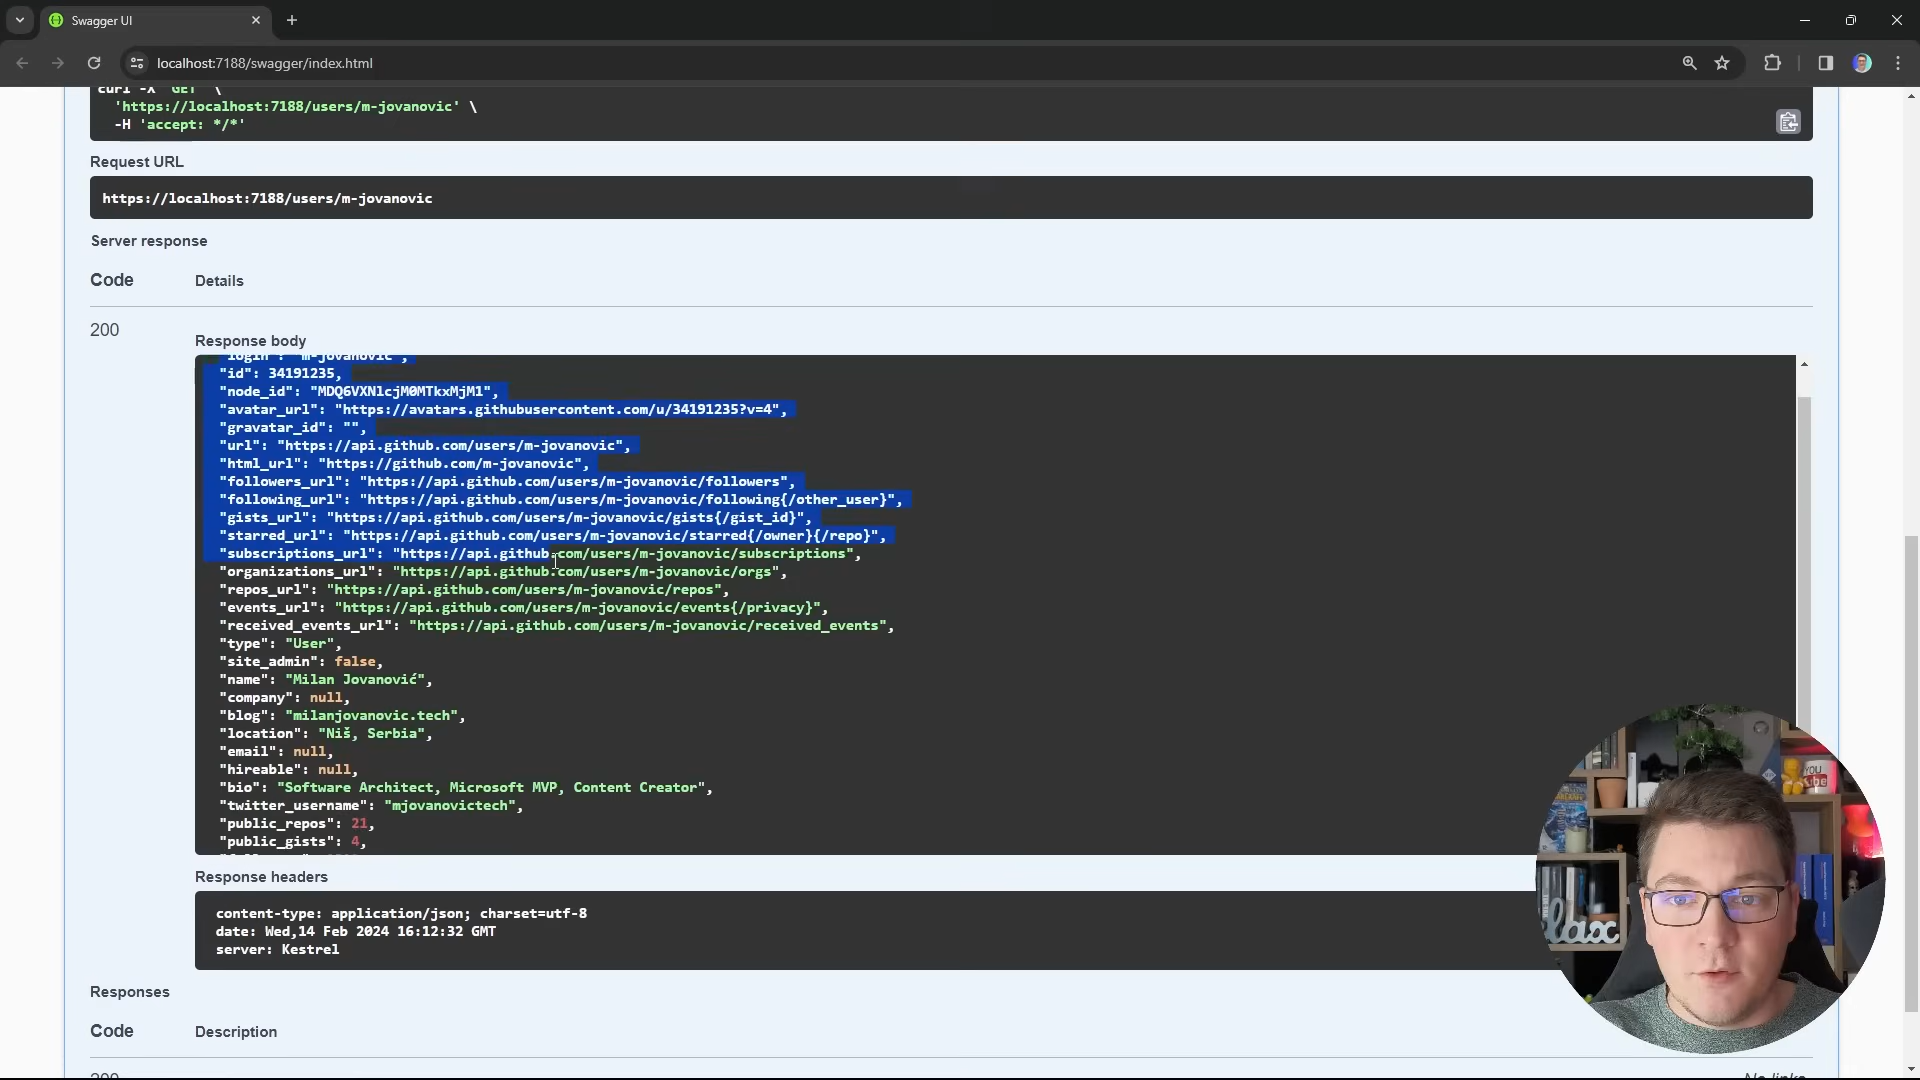 Swagger UI
localhost:7188/swagger/index.html
curl -X 'GET' \
'https://localhost:7188/users/m-jovanovic' \
-H 'accept: */*'
Request URL
https://localhost:7188/users/m-jovanovic
Server response
Code Details
200
Response body
"login": "m-jovanovic",
"id": 34191235,
"node_id": "MDQ6VXNlcjM0MTkxMjM1",
"avatar_url": "https://avatars.githubusercontent.com/u/34191235?v=4",
"gravatar_id": "",
"url": "https://api.github.com/users/m-jovanovic",
"html_url": "https://github.com/m-jovanovic",
"followers_url": "https://api.github.com/users/m-jovanovic/followers",
"following_url": "https://api.github.com/users/m-jovanovic/following{/other_user}",
"gists_url": "https://api.github.com/users/m-jovanovic/gists{/gist_id}",
"starred_url": "https://api.github.com/users/m-jovanovic/starred{/owner}{/repo}",
"subscriptions_url": "https://api.github.com/users/m-jovanovic/subscriptions",
"organizations_url": "https://api.github.com/users/m-jovanovic/orgs",
"repos_url": "https://api.github.com/users/m-jovanovic/repos",
"events_url": "https://api.github.com/users/m-jovanovic/events{/privacy}",
"received_events_url": "https://api.github.com/users/m-jovanovic/received_events",
"type": "User",
"site_admin": false,
"name": "Milan Jovanović",
"company": null,
"blog": "milanjovanovic.tech",
"location": "Niš, Serbia",
"email": null,
"hireable": null,
"bio": "Software Architect, Microsoft MVP, Content Creator",
"twitter_username": "mjovanovictech",
"public_repos": 21,
"public_gists": 4,
Response headers
content-type: application/json; charset=utf-8
date: Wed,14 Feb 2024 16:12:32 GMT
server: Kestrel
Responses
Code Description
200
No links